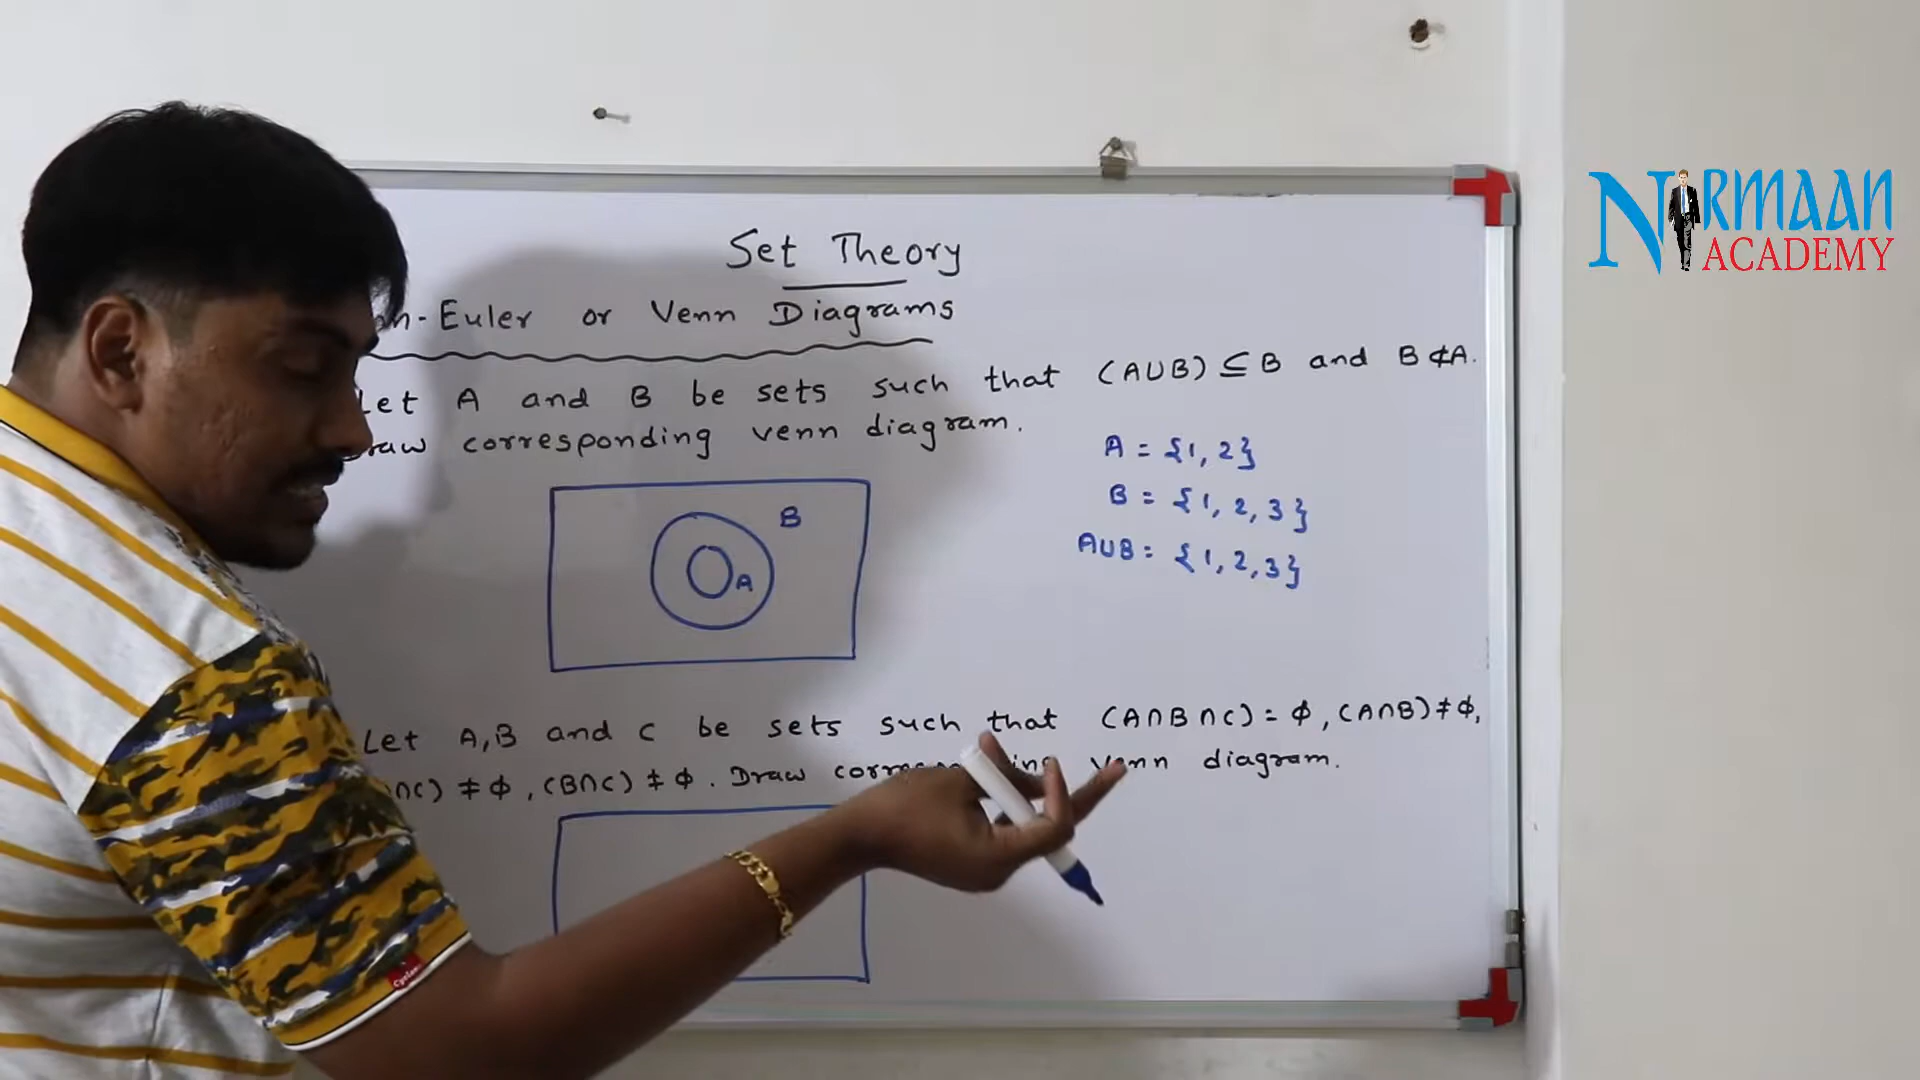 Set Theory
- Euler or Venn Diagrams
Let A and B be sets such that (A∪B) ⊆ B and B ⊄ A.
corresponding venn diagram.
A = {1, 2}
B = {1, 2, 3}
A∪B = {1, 2, 3}
B
A
Let A, B and C be sets such that (A∩B∩C) = ϕ, (A∩B) ≠ ϕ,
∩C) ≠ ϕ, (B∩C) ≠ ϕ. Draw venn diagram.
NIRMAAN
ACADEMY